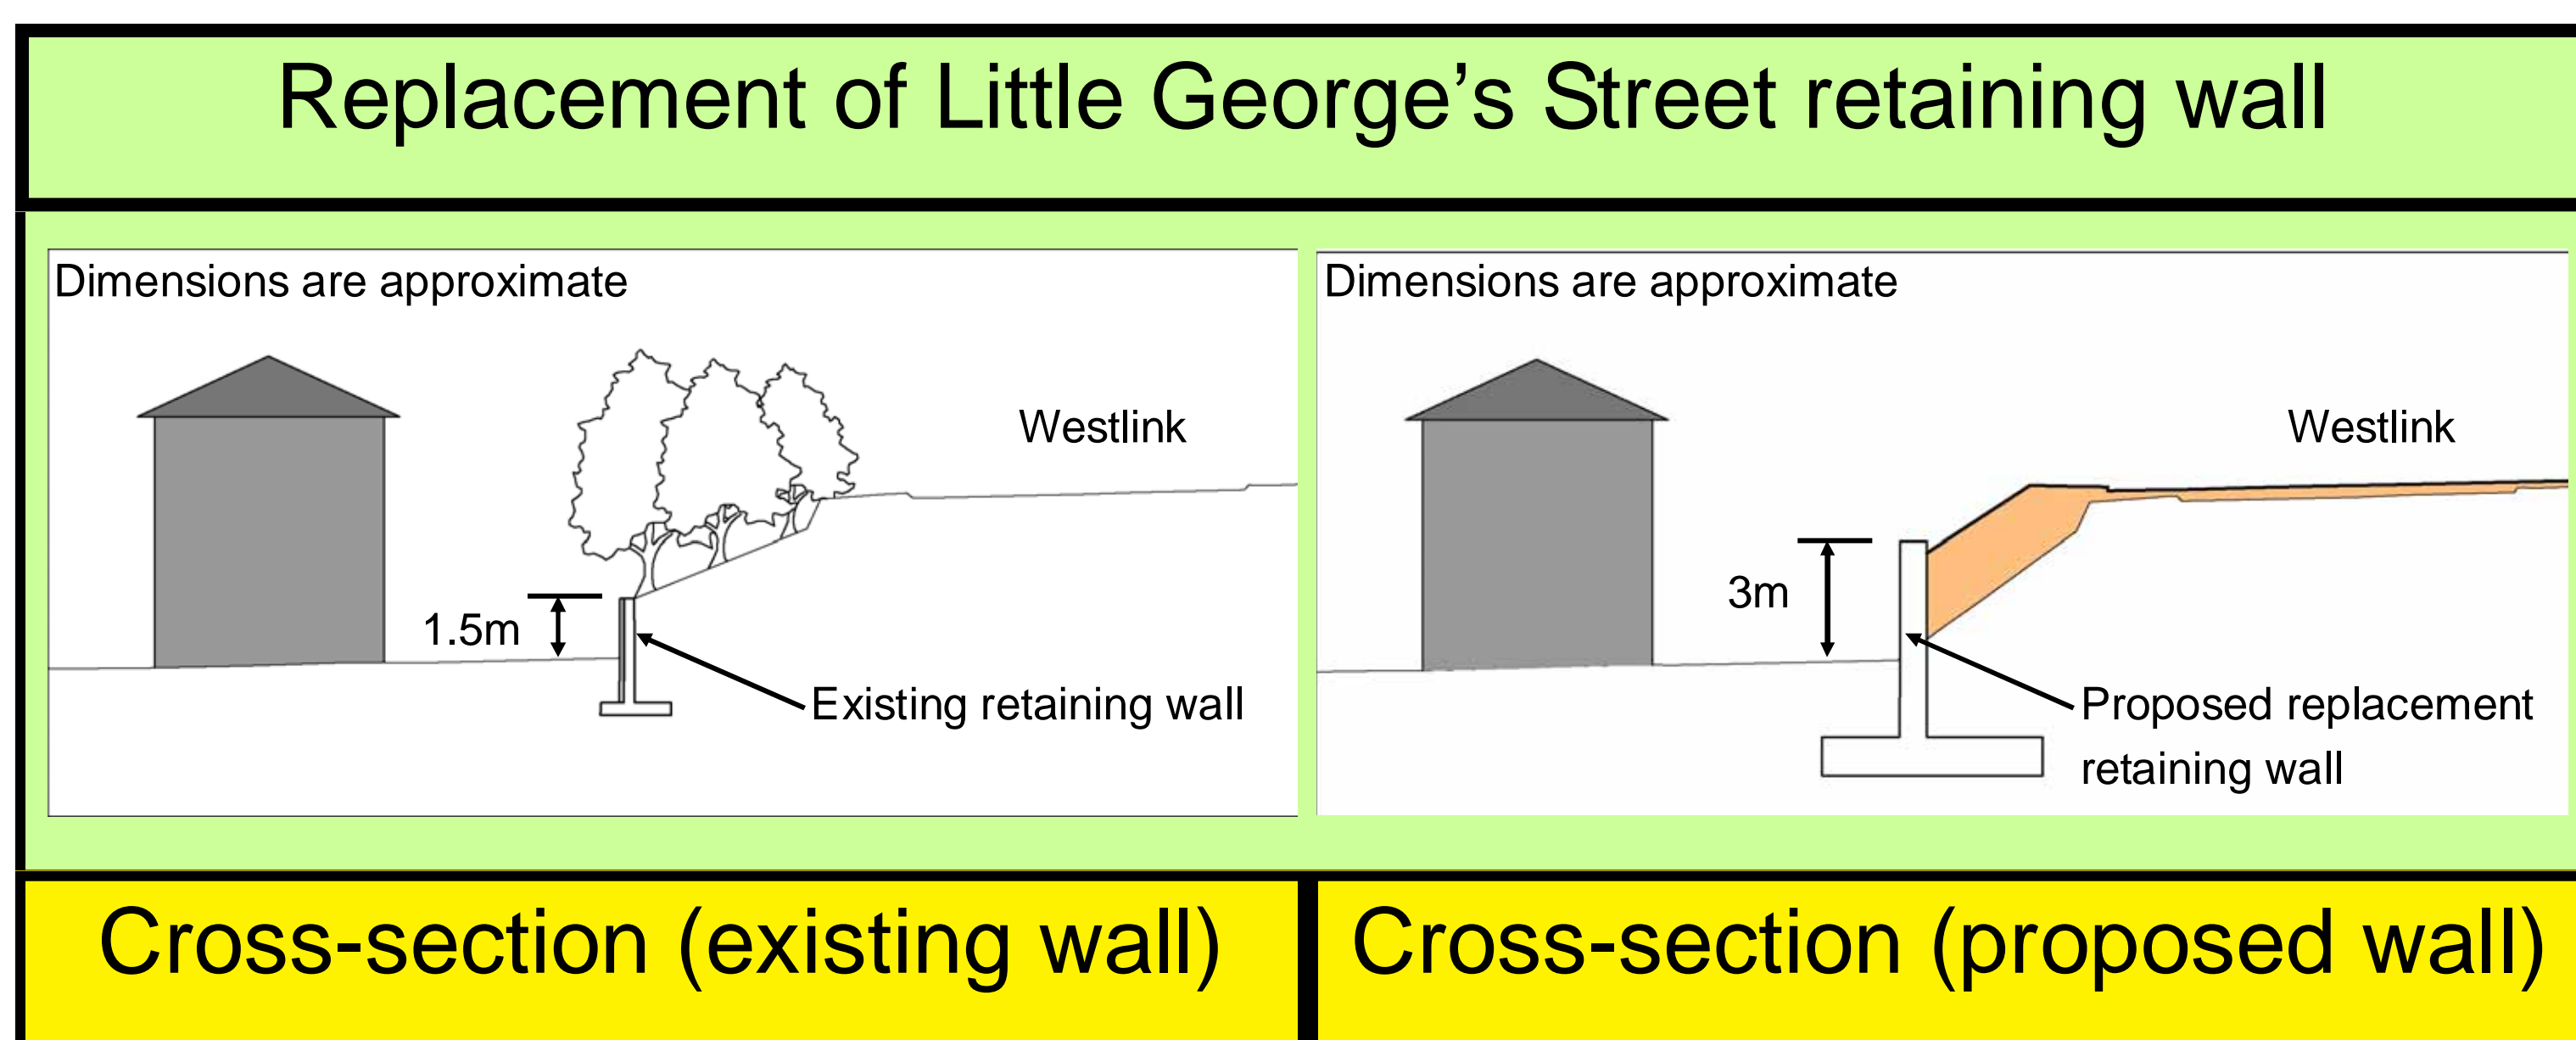 Replacement of Little George’s Street retaining wall
Dimensions are approximate
Westlink
1.5m
Existing retaining wall
Dimensions are approximate
Westlink
3m
Proposed replacement
retaining wall
Cross-section (existing wall)
Cross-section (proposed wall)